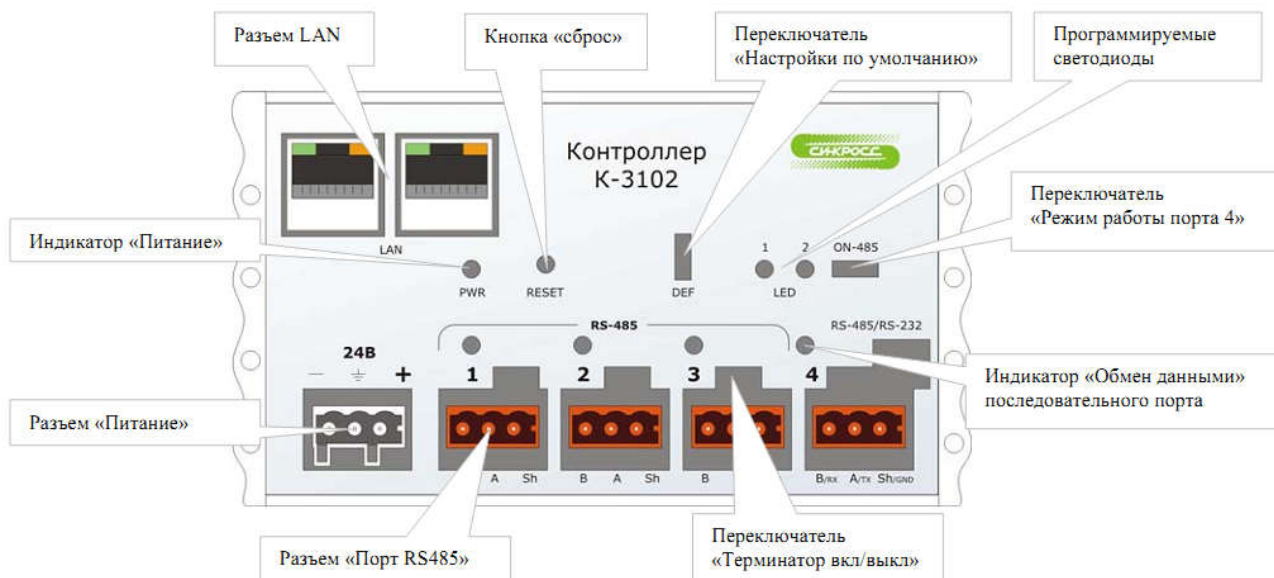 Разъем LAN
Кнопка «сброс»
Переключатель
«Настройки по умолчанию»
Программируемые
светодиоды
Контроллер
К-3102
СИНКРОСС
Переключатель
«Режим работы порта 4»
Индикатор «Питание»
LAN
1
2
ON-485
PWR
RESET
DEF
LED
RS-485
RS-485/RS-232
24В
–
+
1
2
3
4
Индикатор «Обмен данными»
последовательного порта
Разъем «Питание»
A
Sh
B
A
Sh
B
B/RX
A/TX
Sh/GND
Разъем «Порт RS485»
Переключатель
«Терминатор вкл/выкл»